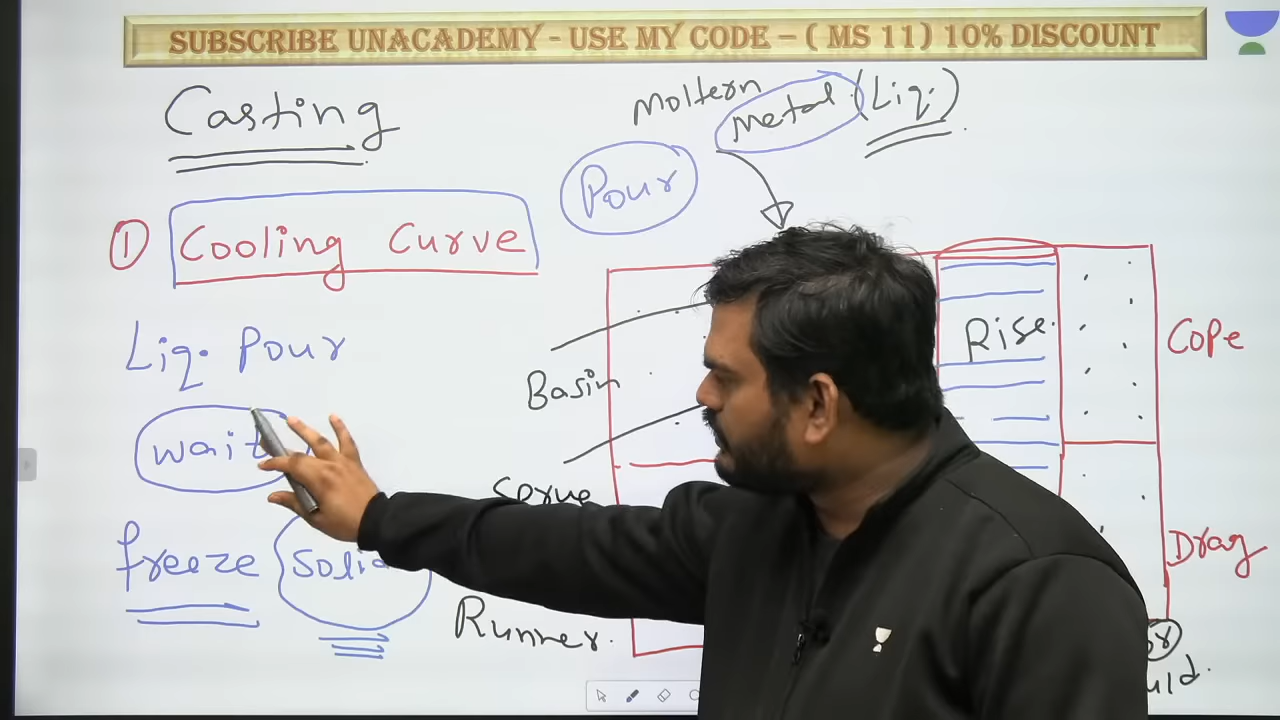 SUBSCRIBE UNACADEMY - USE MY CODE - ( MS 11) 10% DISCOUNT
Casting
Moltern
Metal (Liq.)
Pour
① Cooling Curve
Liq. Pour
wait
freeze
Basin
Rise
Cope
Drag
Runner.